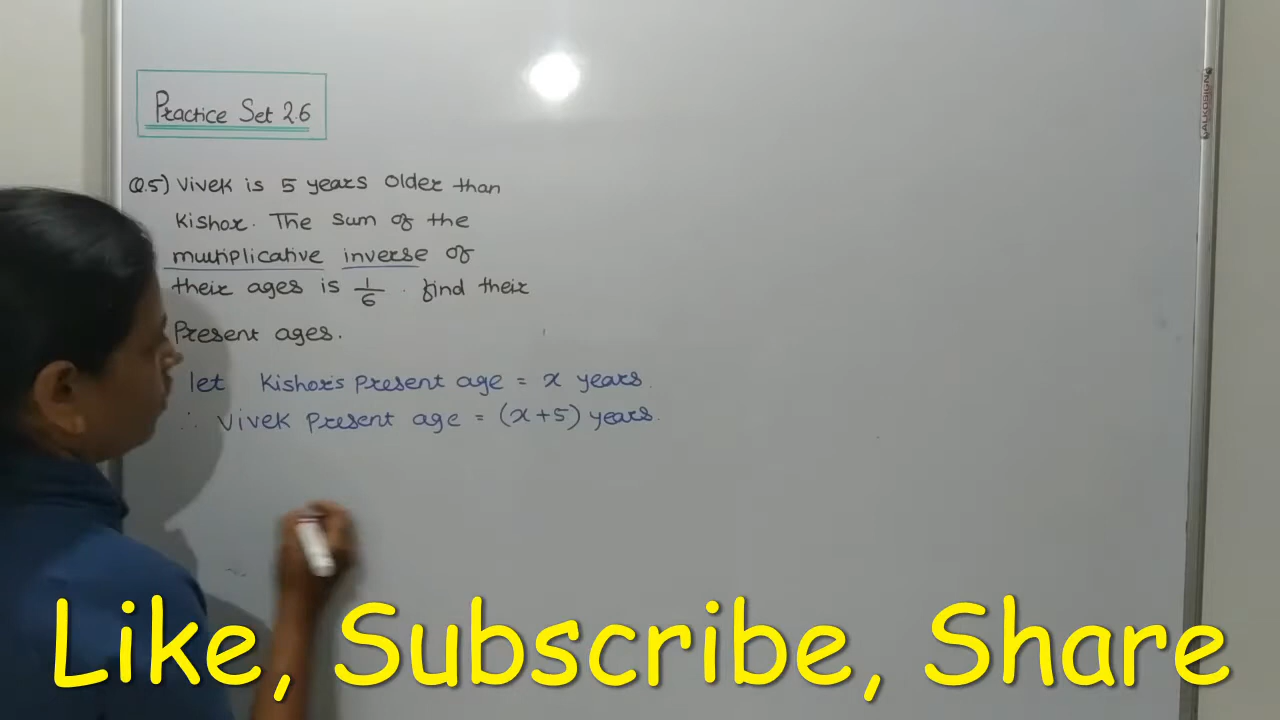 Practice Set 2.6
Q.5) Vivek is 5 years older than
Kishor. The sum of the
multiplicative inverse of
their ages is 1/6. find their
Present ages.
let Kishor's present age = x years.
∴ Vivek present age = (x+5) years.
Like, Subscribe, Share
ALKOSIGN